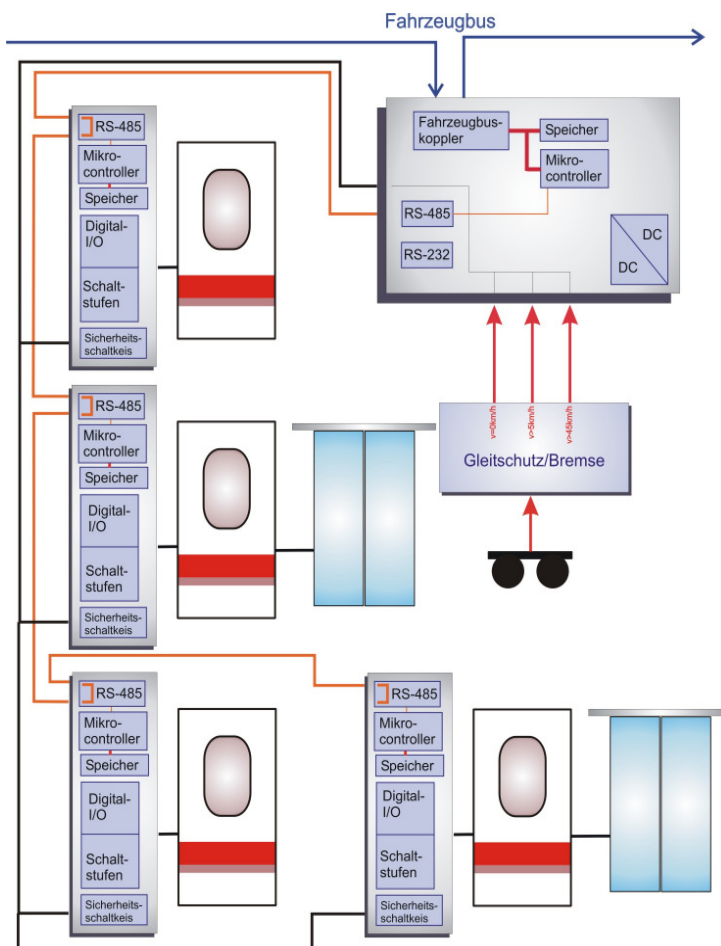 Fahrzeugbus
Fahrzeugbus-
koppler
Speicher
Mikro-
controller
RS-485
RS-232
DC
DC
v=0km/h
v>5km/h
v>45km/h
Gleitschutz/Bremse
RS-485
Mikro-
controller
Speicher
Digital-
I/O
Schalt-
stufen
Sicherheits-
schaltkeis
RS-485
Mikro-
controller
Speicher
Digital-
I/O
Schalt-
stufen
Sicherheits-
schaltkeis
RS-485
Mikro-
controller
Speicher
Digital-
I/O
Schalt-
stufen
Sicherheits-
schaltkeis
RS-485
Mikro-
controller
Speicher
Digital-
I/O
Schalt-
stufen
Sicherheits-
schaltkeis